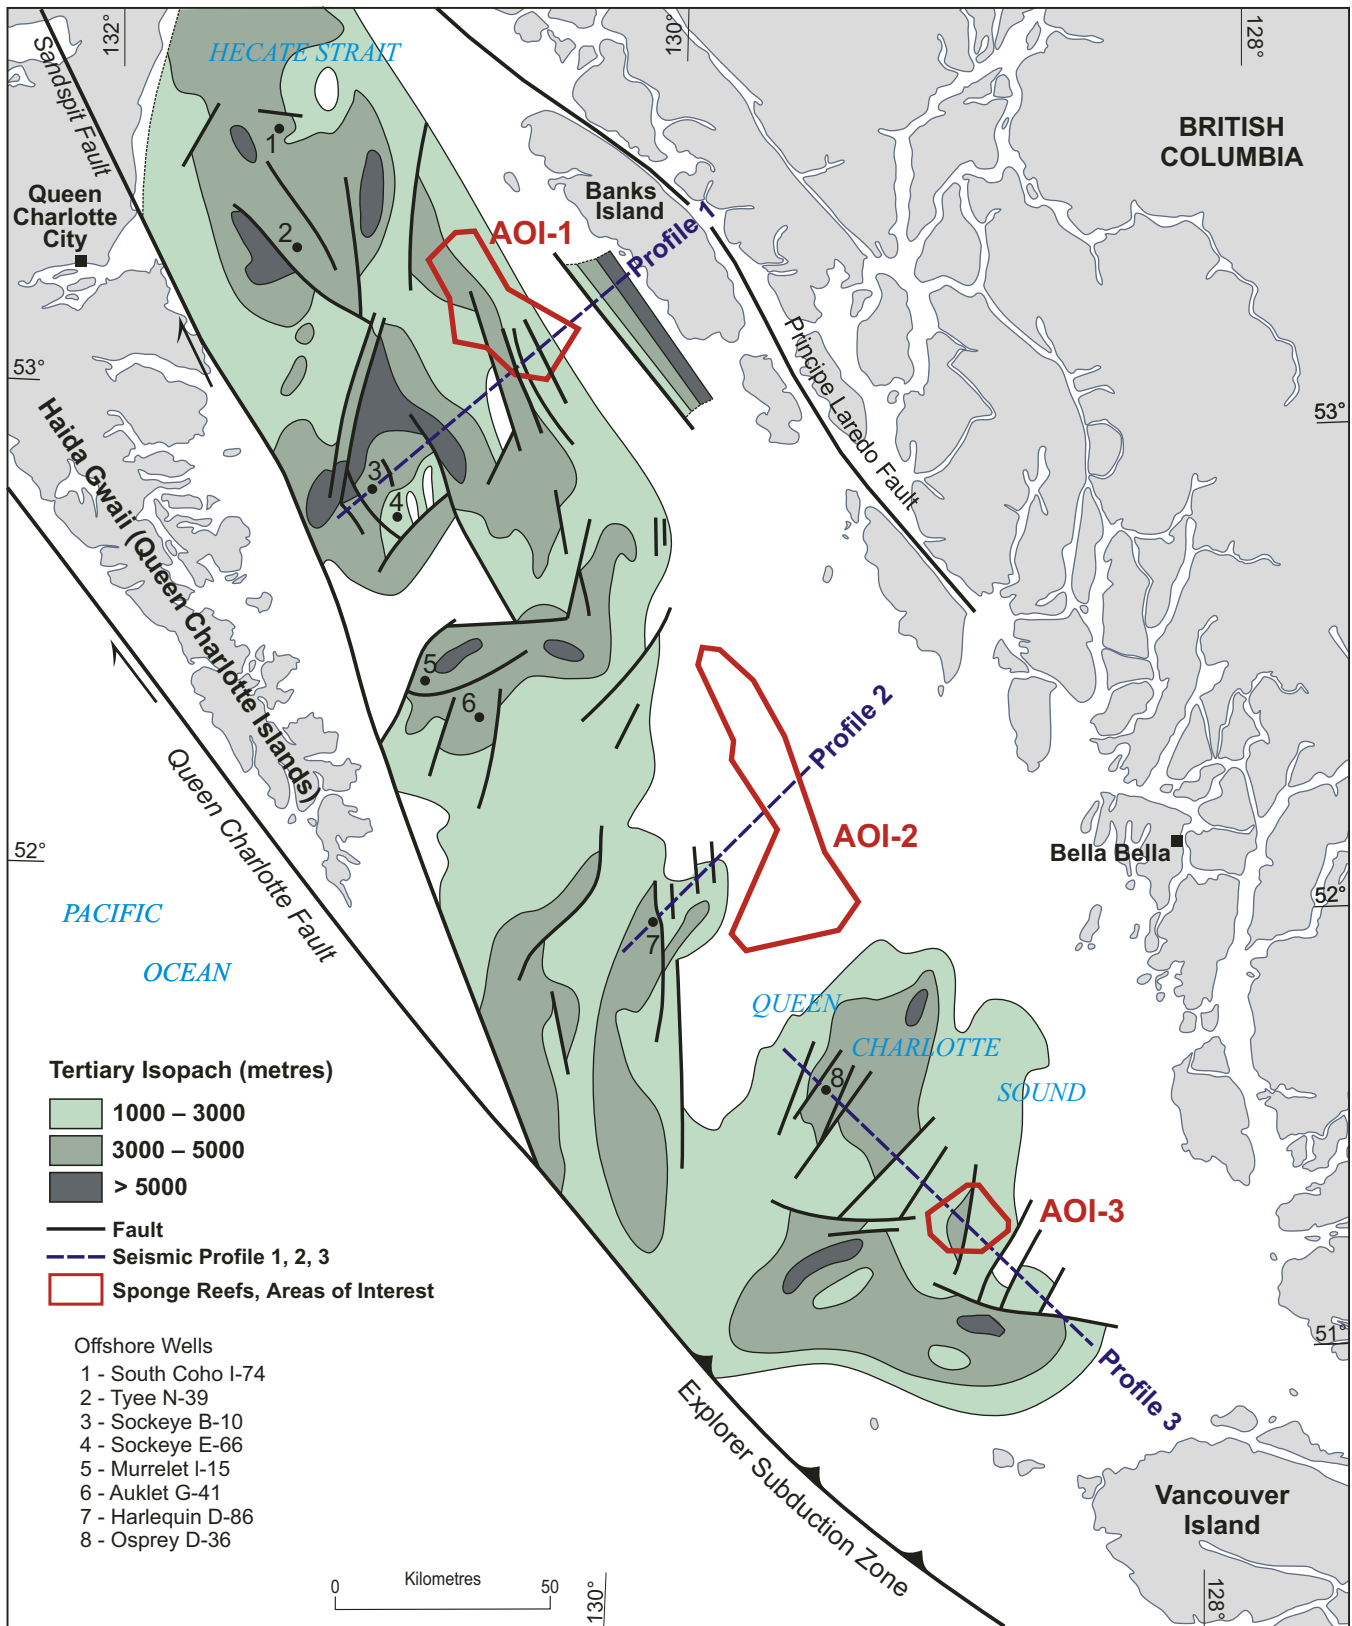 132°
130°
128°
HECATE STRAIT
Sandspit Fault
BRITISH
COLUMBIA
1
Queen
Charlotte
City
Banks
Island
Profile 1
AOI-1
2
Principe Laredo Fault
53°
53°
Haida Gwaii (Queen Charlotte Islands)
3
4
5
6
Profile 2
Queen Charlotte Fault
AOI-2
Bella Bella
52°
52°
PACIFIC
OCEAN
7
QUEEN
CHARLOTTE
SOUND
8
AOI-3
Tertiary Isopach (metres)
1000 – 3000
3000 – 5000
> 5000
Fault
Seismic Profile 1, 2, 3
Sponge Reefs, Areas of Interest
51°
Profile 3
Offshore Wells
1 - South Coho I-74
2 - Tyee N-39
3 - Sockeye B-10
4 - Sockeye E-66
5 - Murrelet I-15
6 - Auklet G-41
7 - Harlequin D-86
8 - Osprey D-36
Explorer Subduction Zone
Vancouver
Island
Kilometres
0
50
130°
128°